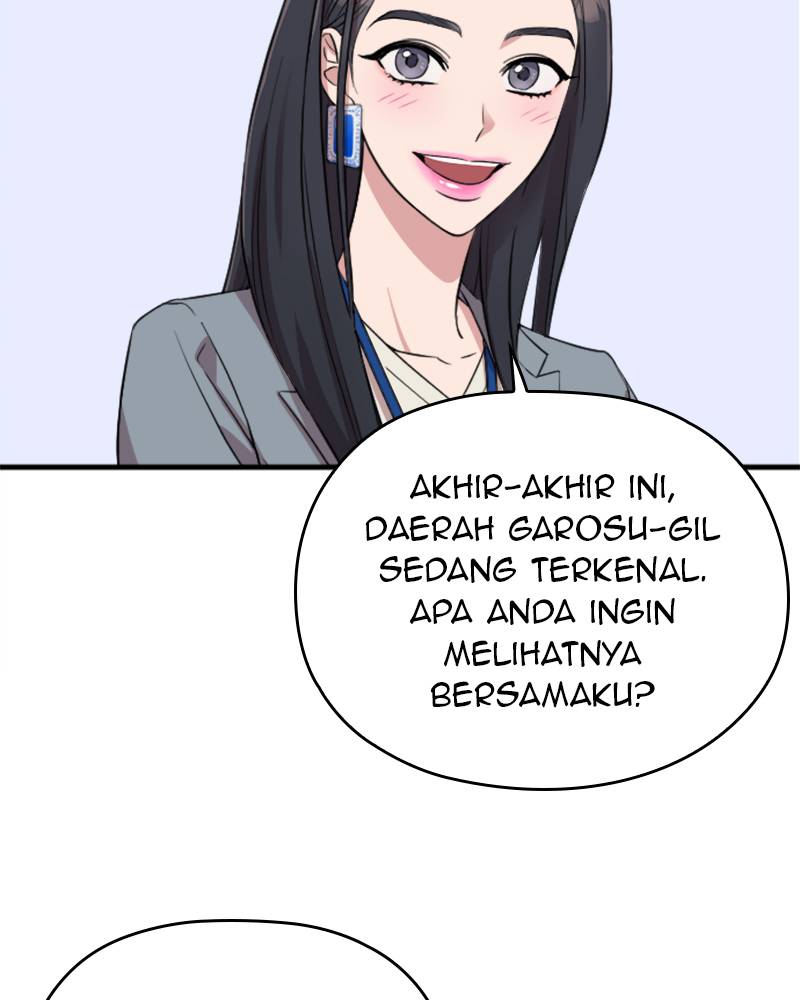 AKHIR-AKHIR INI,
DAERAH GAROSU-GIL
SEDANG TERKENAL.
APA ANDA INGIN
MELIHATNYA
BERSAMAKU?